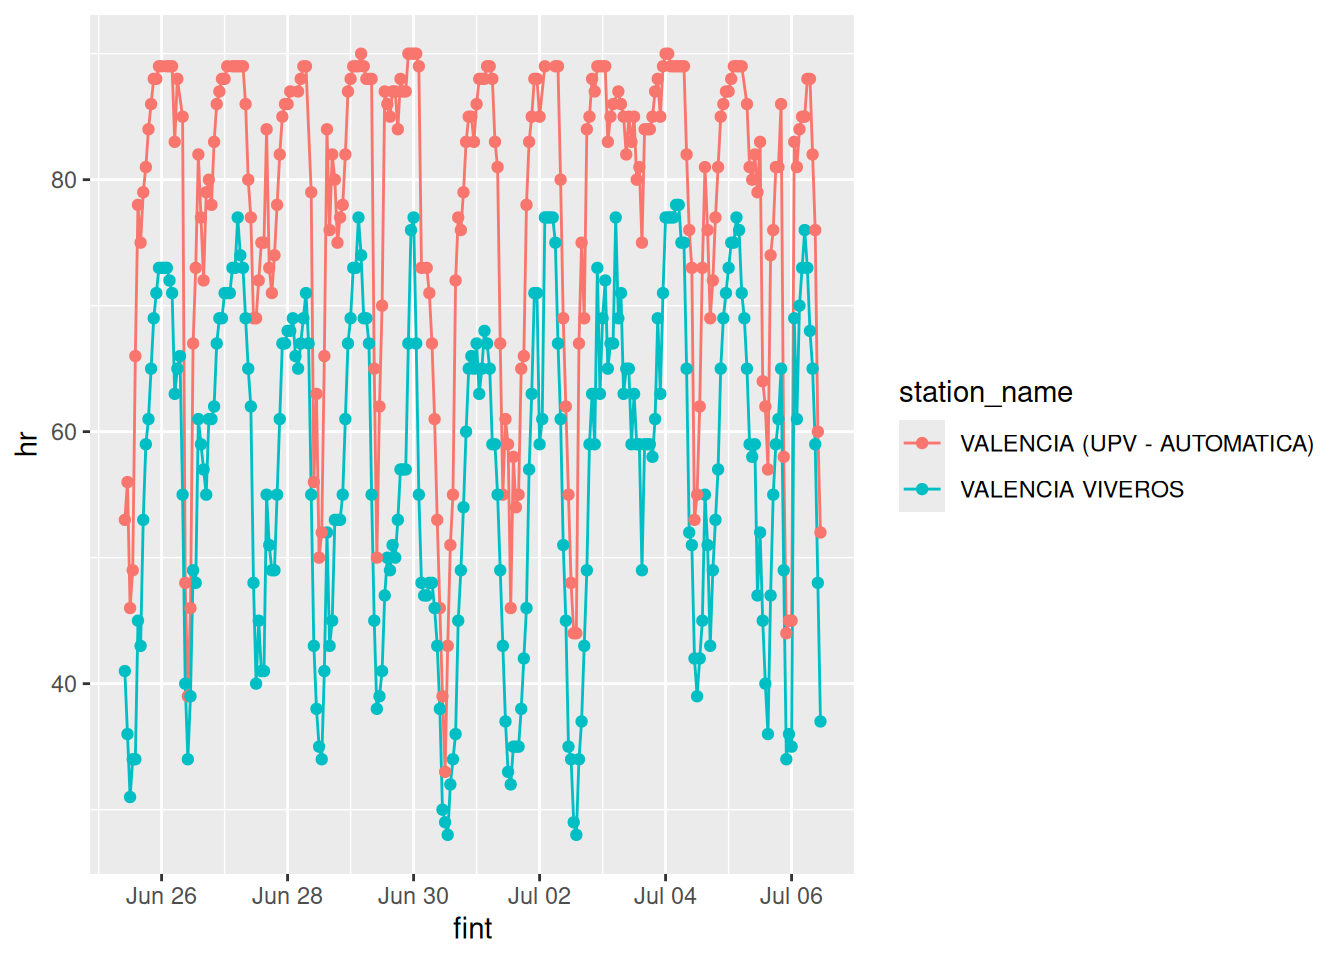 80
60
40
hr
Jun 26
Jun 28
Jun 30
Jul 02
Jul 04
Jul 06
fint
station_name
VALENCIA (UPV - AUTOMATICA)
VALENCIA VIVEROS